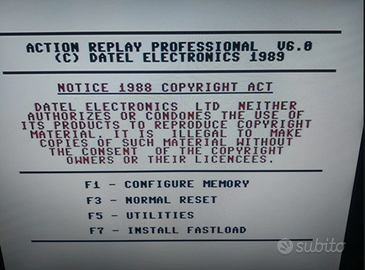 ACTION REPLAY PROFESSIONAL V6.0
(C) DATEL ELECTRONICS 1989
NOTICE 1988 COPYRIGHT ACT
DATEL ELECTRONICS LTD NEITHER
AUTHORIZES OR CONDONES THE USE OF
ITS PRODUCTS TO REPRODUCE COPYRIGHT
MATERIAL. IT IS ILLEGAL TO MAKE
COPIES OF SUCH MATERIAL WITHOUT
THE CONSENT OF THE COPYRIGHT
OWNERS OR THEIR LICENCEES.
F1 - CONFIGURE MEMORY
F3 - NORMAL RESET
F5 - UTILITIES
F7 - INSTALL FASTLOAD
subito